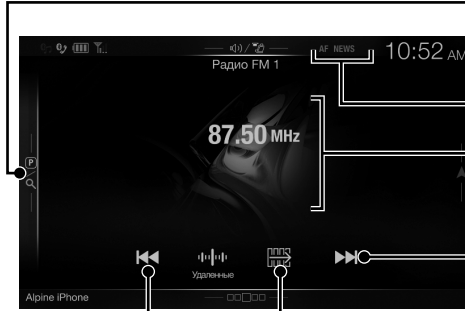 AF NEWS
10:52 AM
Радио FM 1
87.50 MHz
P
Удаленные
Alpine iPhone